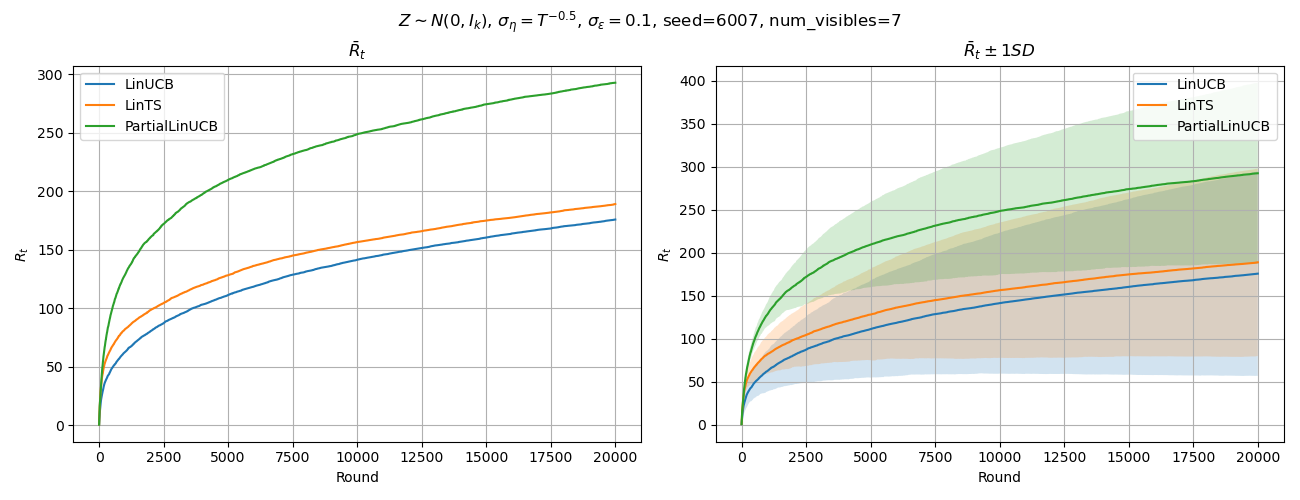 Z ~ N(0, I_k), σ_η = T^{-0.5}, σ_ε = 0.1, seed=6007, num_visibles=7
R̄_t
R_t
300
250
200
150
100
50
0
LinUCB
LinTS
PartialLinUCB
0 2500 5000 7500 10000 12500 15000 17500 20000
Round
R̄_t ± 1SD
R_t
400
350
300
250
200
150
100
50
0
LinUCB
LinTS
PartialLinUCB
0 2500 5000 7500 10000 12500 15000 17500 20000
Round